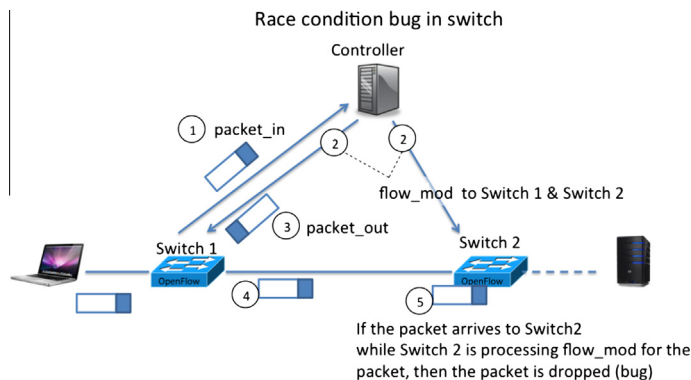 Race condition bug in switch
Controller
1 packet_in
2
2
flow_mod to Switch 1 & Switch 2
3 packet_out
Switch 1
Switch 2
OpenFlow
OpenFlow
4
5
If the packet arrives to Switch2
while Switch 2 is processing flow_mod for the
packet, then the packet is dropped (bug)